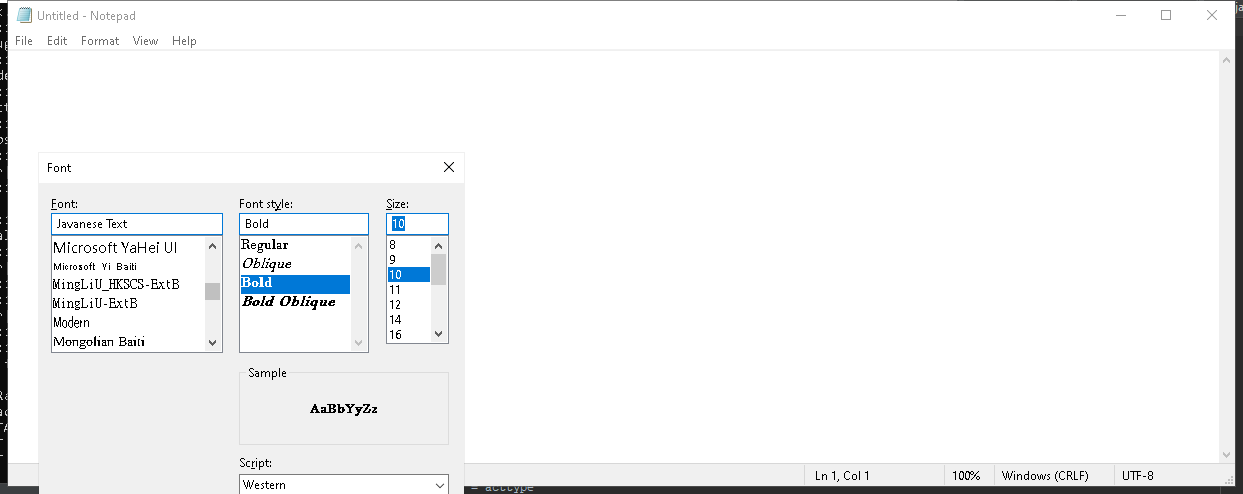 Untitled - Notepad
File Edit Format View Help
Font
Font: Font style: Size:
Javanese Text Bold 10
Microsoft YaHei UI Regular 8
Microsoft Yi Baiti Oblique 9
MingLiU_HKSCS-ExtB Bold 10
MingLiU-ExtB Bold Oblique 11
Modern 12
Mongolian Baiti 14
16
Sample
AaBbYyZz
Script:
Western
Ln 1, Col 1 100% Windows (CRLF) UTF-8
= acttype